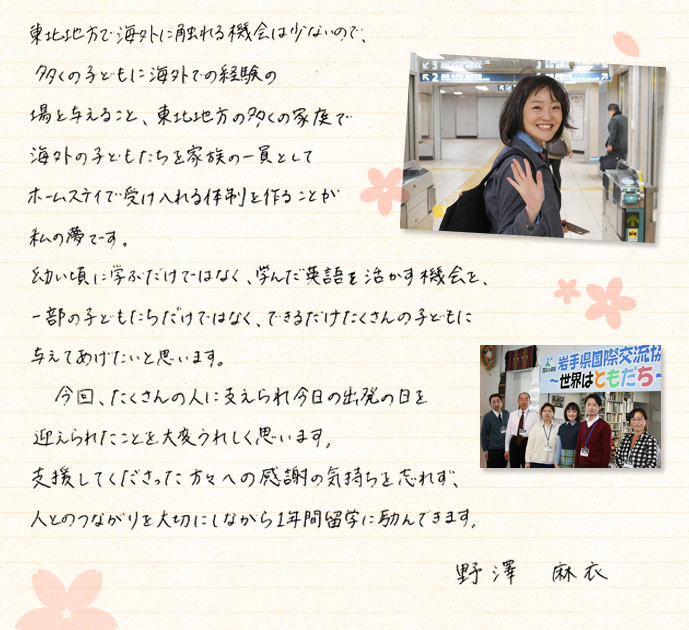 東北地方で海外に触れる機会は少ないので、
多くの子どもに海外での経験の
場を与えること、東北地方の多くの家庭で
海外の子どもたちを家族の一員として
ホームステイで受け入れる体制を作ることが
私の夢です。
幼い頃に学ぶだけではなく、学んだ英語を活かす機会を、
一部の子どもたちだけではなく、できるだけたくさんの子どもに
与えてあげたいと思います。
今回、たくさんの人に支えられ今日の出発の日を
迎えられたことを大変うれしく思います。
支援してくださった方々への感謝の気持ちを忘れず、
人とのつながりを大切にしながら1年間留学に励んできます。
野澤 麻衣
岩手県国際交流協
〜世界はともだち〜